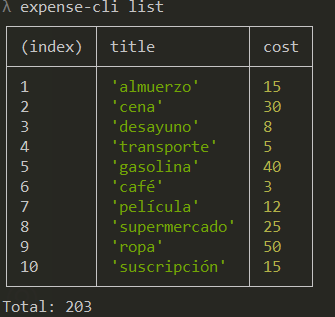 λ expense-cli list
(index) title cost
1 'almuerzo' 15
2 'cena' 30
3 'desayuno' 8
4 'transporte' 5
5 'gasolina' 40
6 'café' 3
7 'película' 12
8 'supermercado' 25
9 'ropa' 50
10 'suscripción' 15
Total: 203